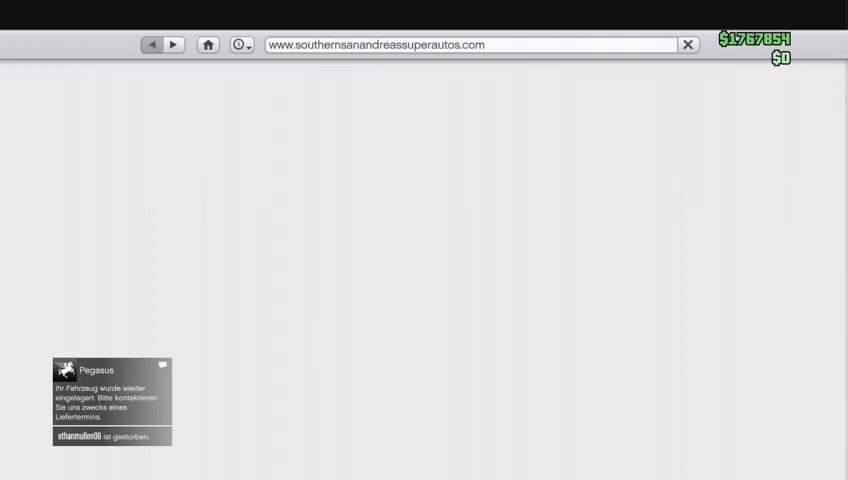 www.southernsanandreassuperautos.com
$1767854
$0
Pegasus
Ihr Fahrzeug wurde wieder
eingelagert. Bitte kontaktieren
Sie uns zwecks eines
Liefertermins.
ethanmullen06 ist gestorben.